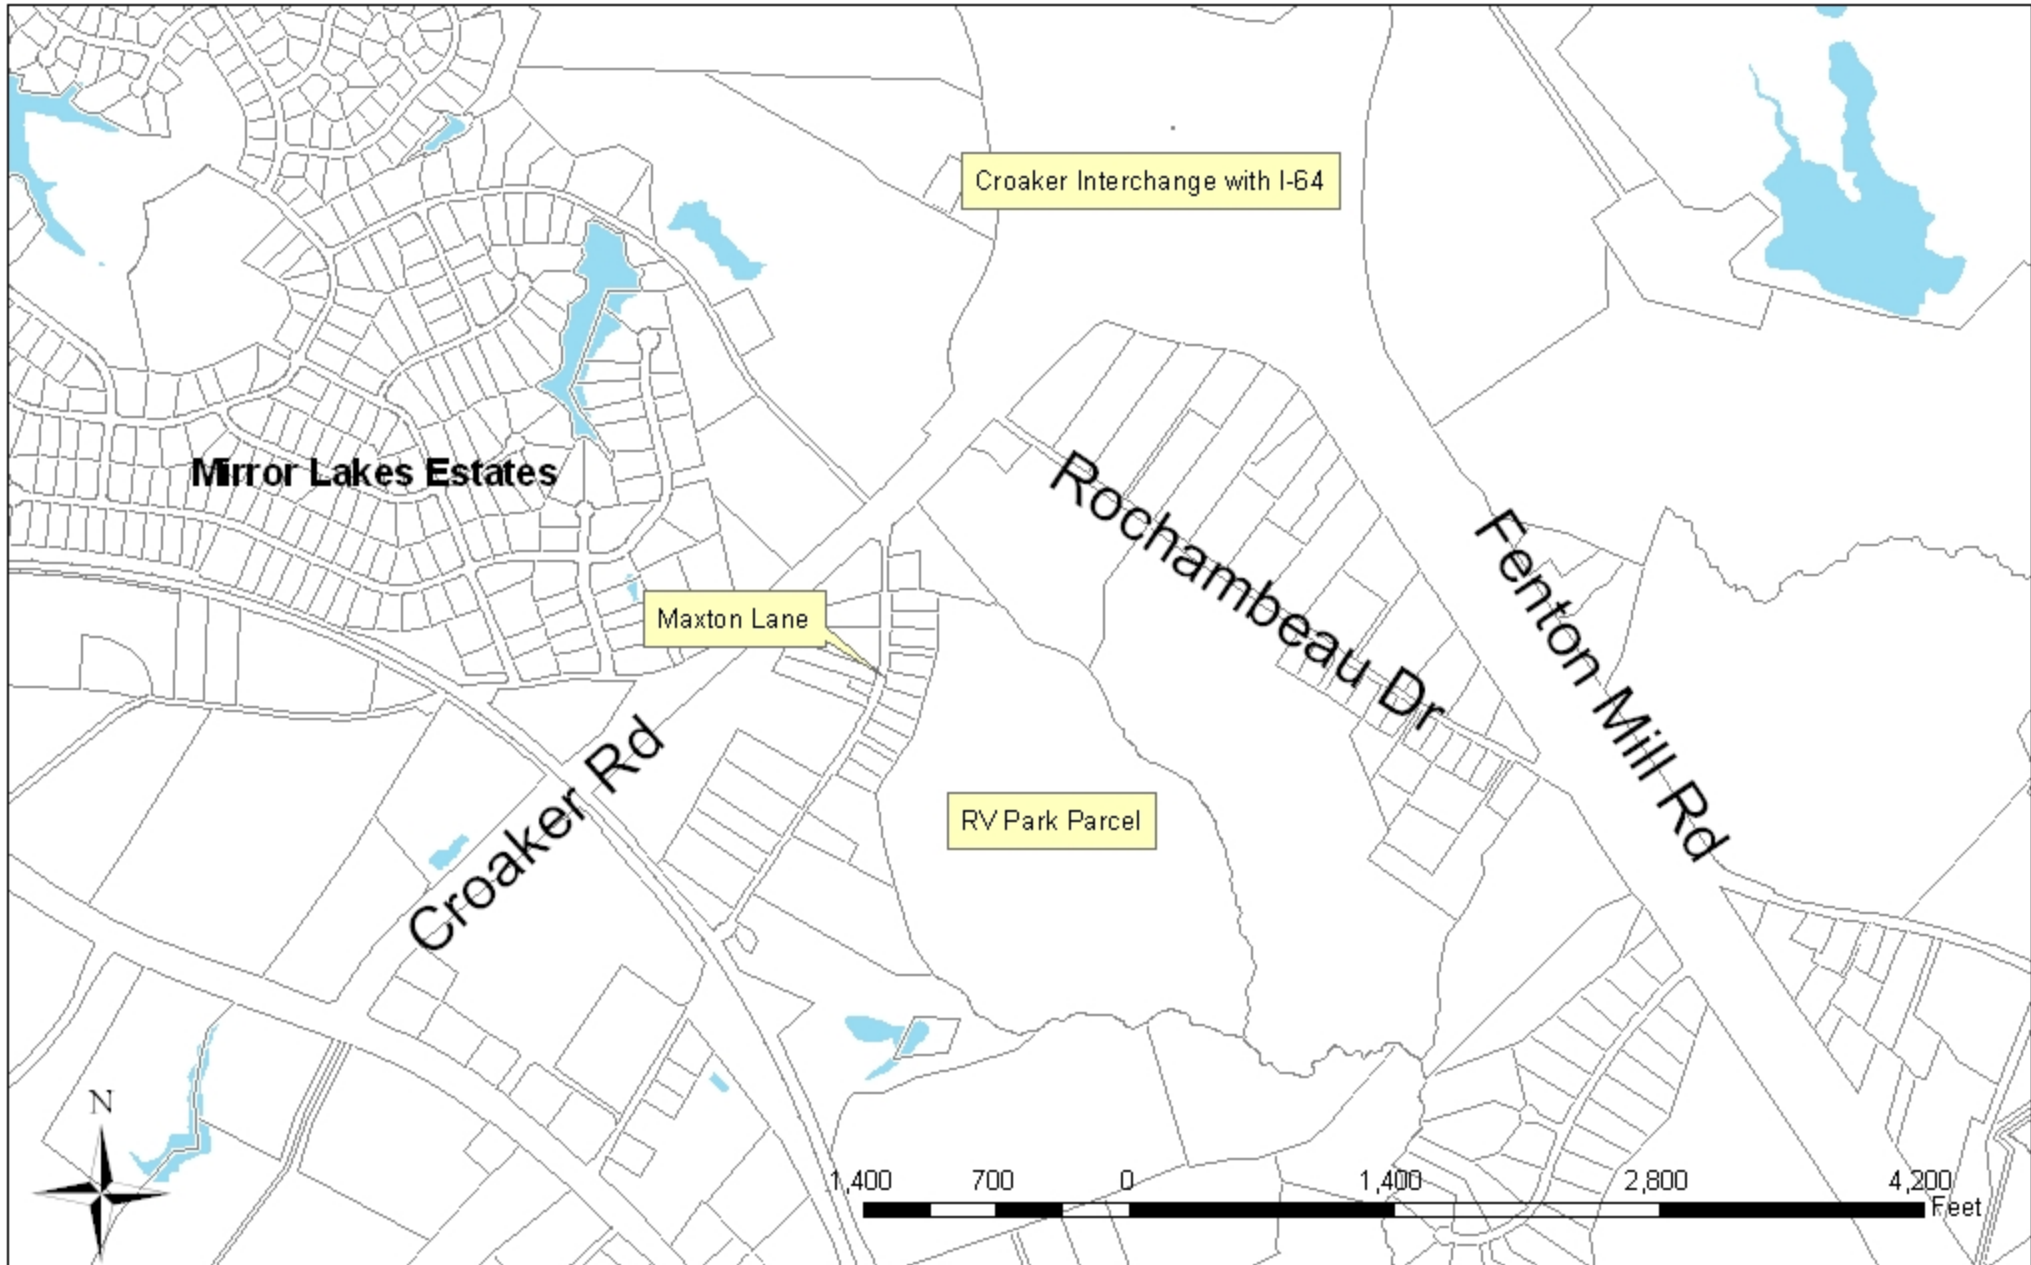 Croaker Interchange with I-64
Mirror Lakes Estates
Rochambeau Dr
Fenton Mill Rd
Maxton Lane
Croaker Rd
RV Park Parcel
N
1,400 700 0 1,400 2,800 4,200
Feet